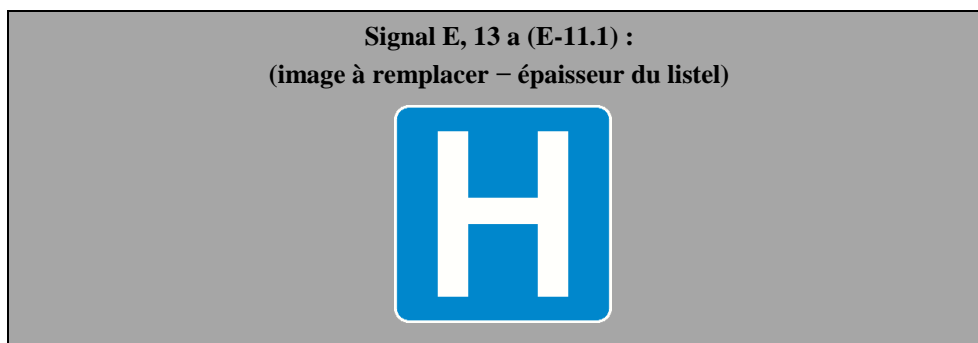 Signal E, 13 a (E-11.1) :
(image à remplacer − épaisseur du listel)
H